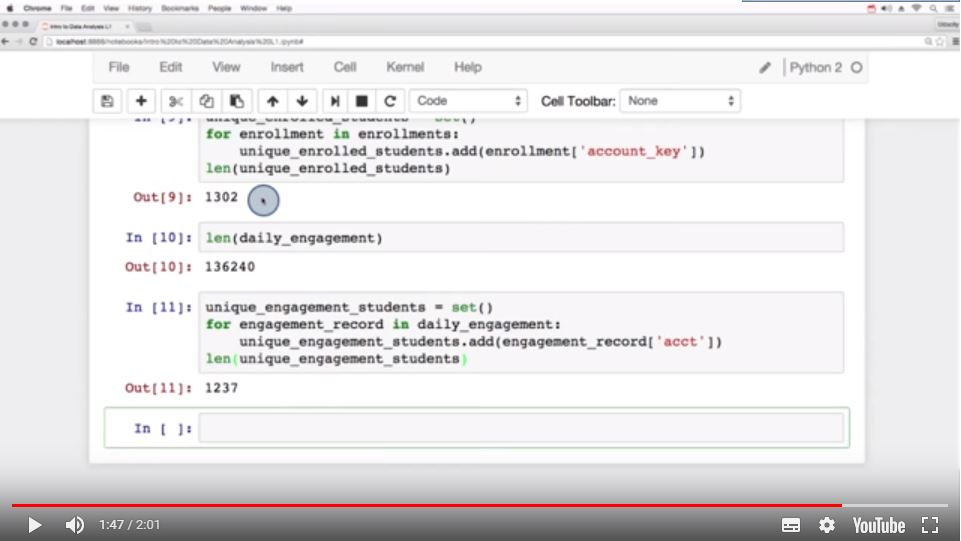 Chrome File Edit View History Bookmarks People Window Help
Intro to Data Analysis L1
Udacity
localhost:8888/notebooks/Intro%20to%20Data%20Analysis%20L1.ipynb#
File Edit View Insert Cell Kernel Help Python 2
Code Cell Toolbar: None
In [9]: unique_enrolled_students = set()
for enrollment in enrollments:
unique_enrolled_students.add(enrollment['account_key'])
len(unique_enrolled_students)
Out[9]: 1302
In [10]: len(daily_engagement)
Out[10]: 136240
In [11]: unique_engagement_students = set()
for engagement_record in daily_engagement:
unique_engagement_students.add(engagement_record['acct'])
len(unique_engagement_students)
Out[11]: 1237
In [ ]:
1:47 / 2:01 YouTube